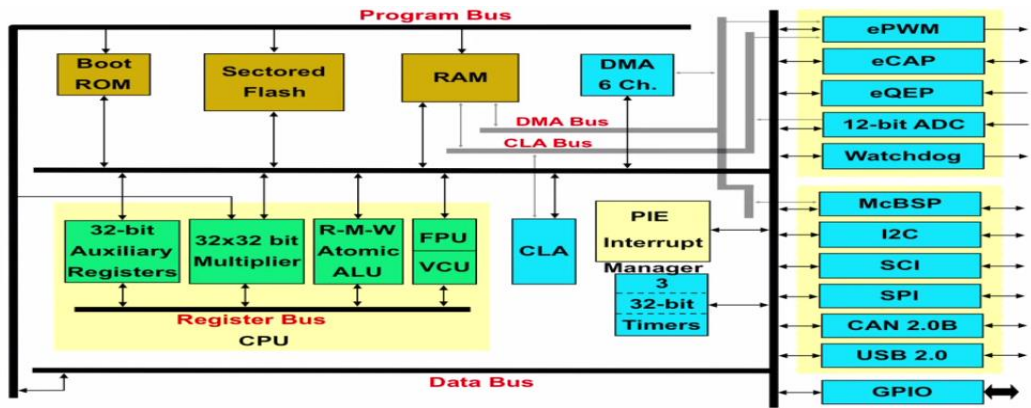 Program Bus
Boot
ROM
Sectored
Flash
RAM
DMA
6 Ch.
DMA Bus
CLA Bus
32-bit
Auxiliary
Registers
32x32 bit
Multiplier
R-M-W
Atomic
ALU
FPU
VCU
CLA
PIE
Interrupt
Manager
3
32-bit
Timers
Register Bus
CPU
Data Bus
ePWM
eCAP
eQEP
12-bit ADC
Watchdog
McBSP
I2C
SCI
SPI
CAN 2.0B
USB 2.0
GPIO